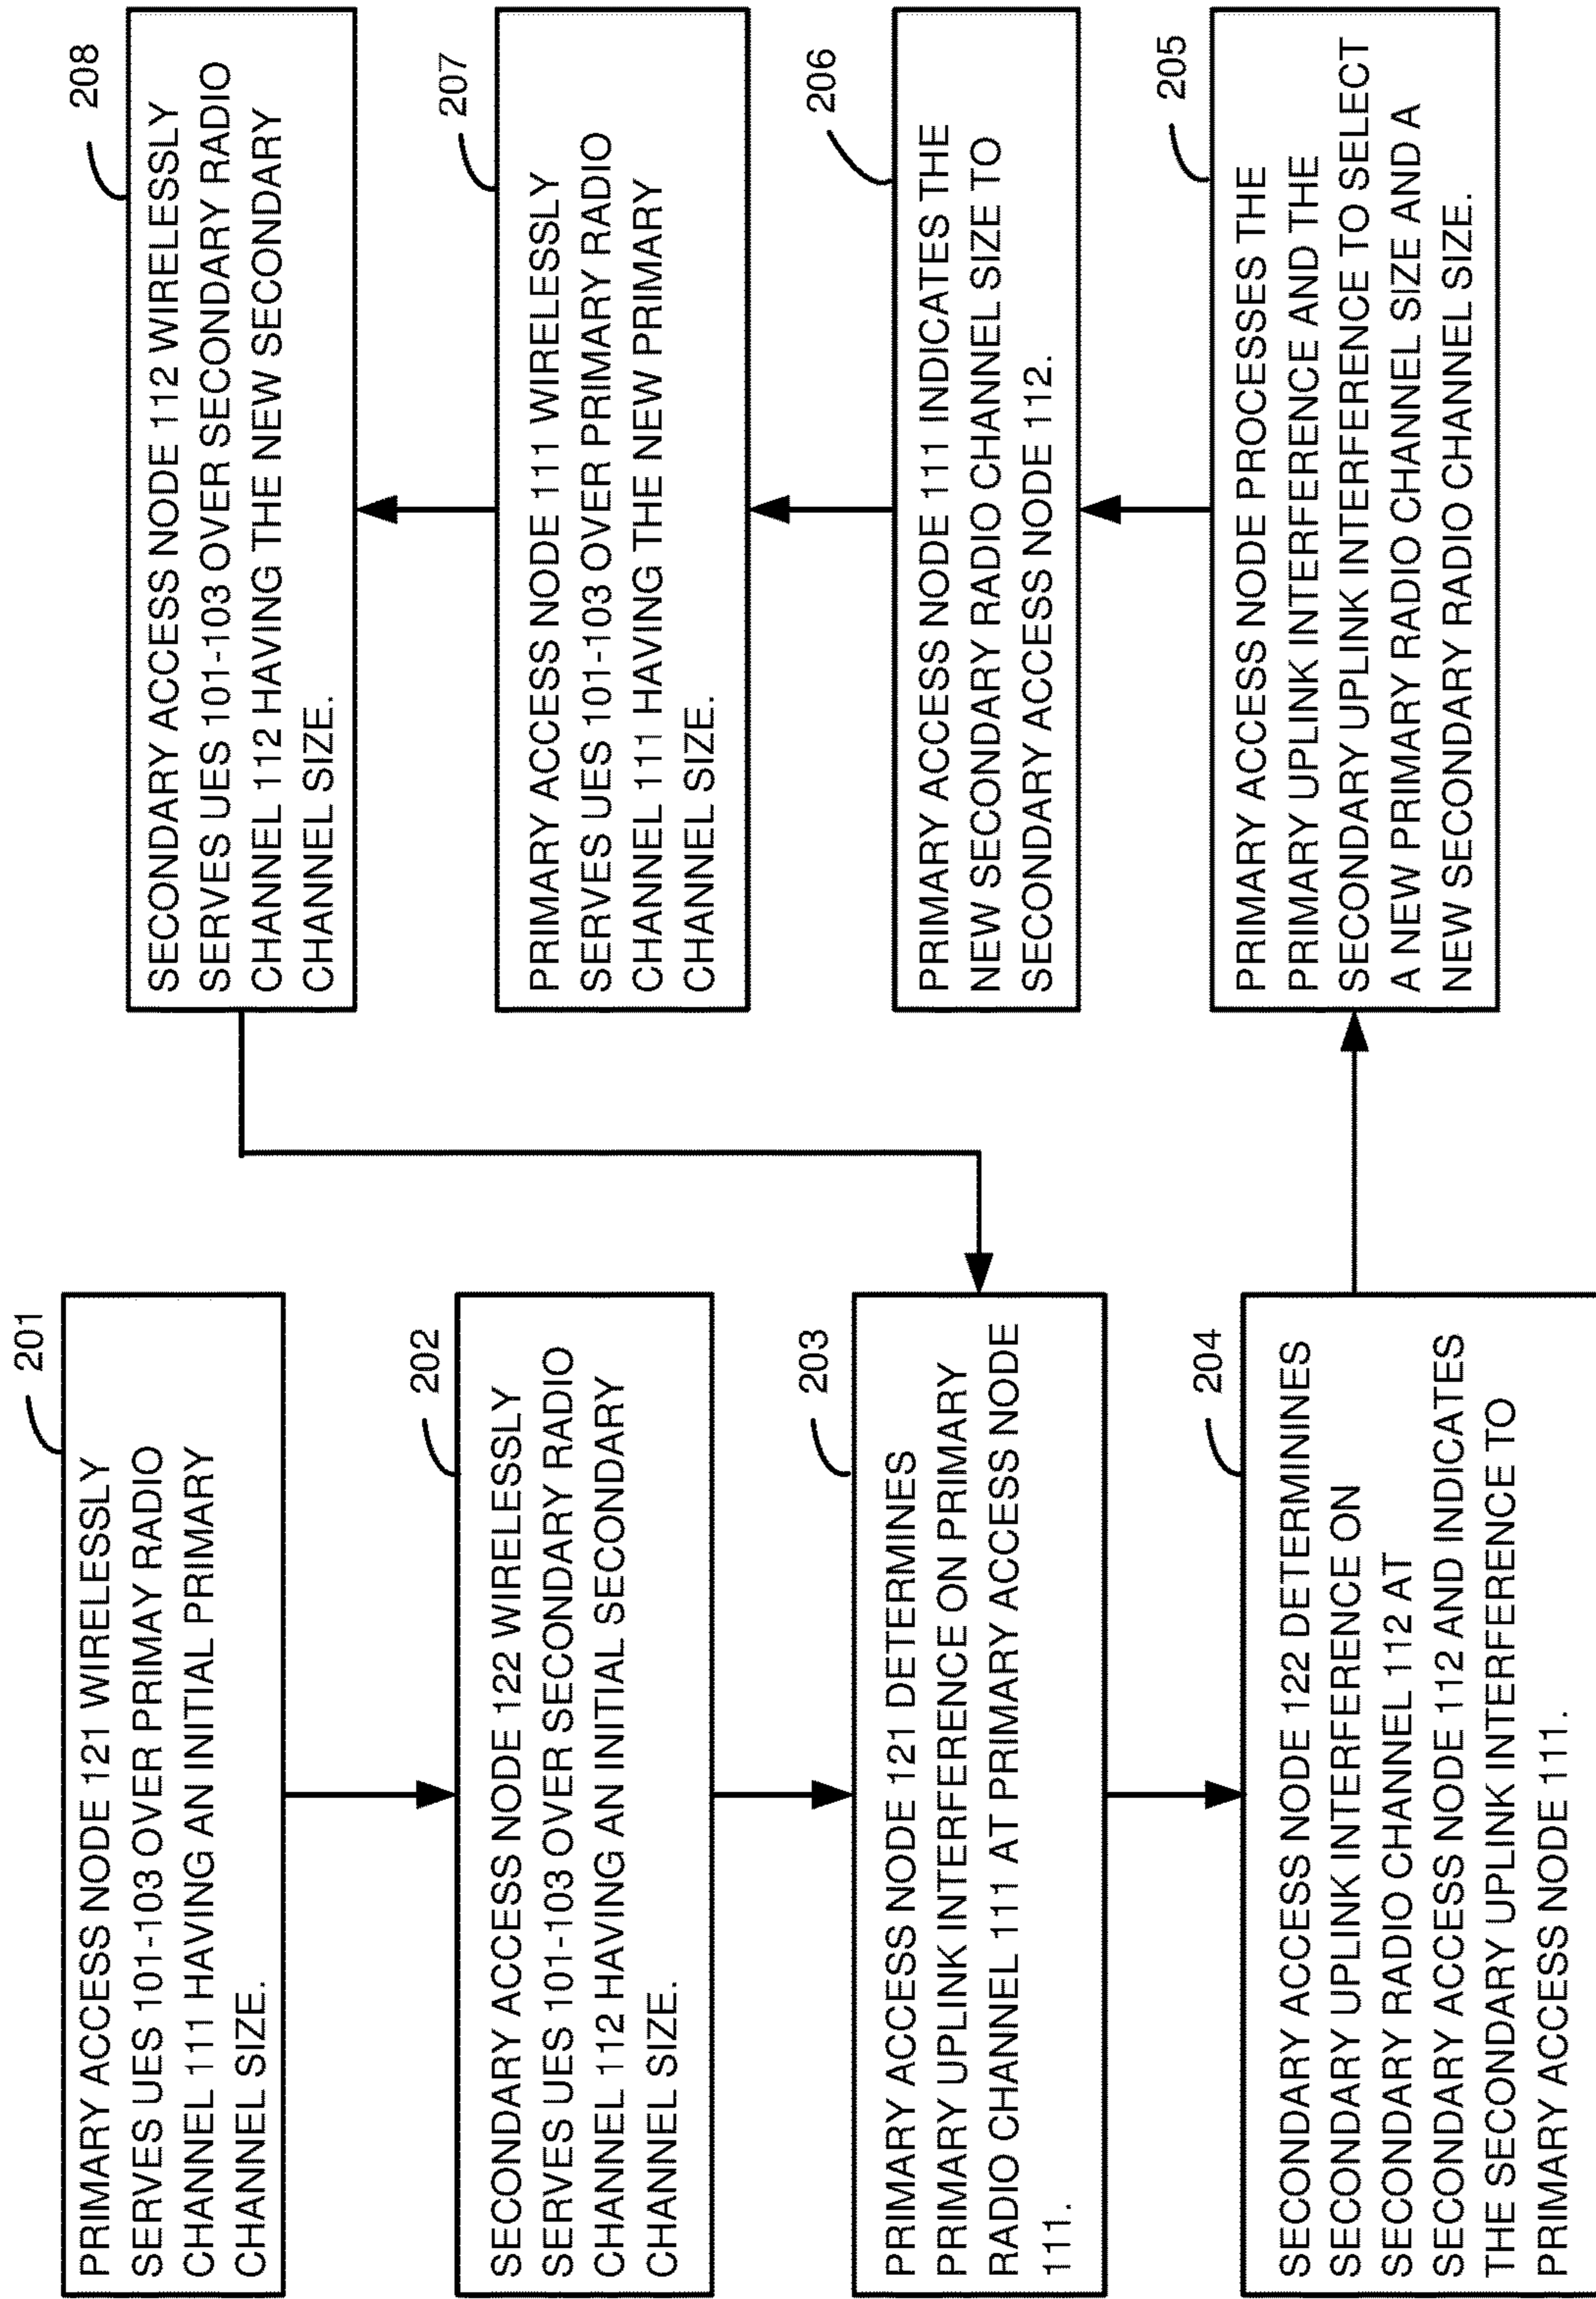 201
PRIMARY ACCESS NODE 121 WIRELESSLY
SERVES UES 101-103 OVER PRIMAY RADIO
CHANNEL 111 HAVING AN INITIAL PRIMARY
CHANNEL SIZE.
202
SECONDARY ACCESS NODE 122 WIRELESSLY
SERVES UES 101-103 OVER SECONDARY RADIO
CHANNEL 112 HAVING AN INITIAL SECONDARY
CHANNEL SIZE.
203
PRIMARY ACCESS NODE 121 DETERMINES
PRIMARY UPLINK INTERFERENCE ON PRIMARY
RADIO CHANNEL 111 AT PRIMARY ACCESS NODE
111.
204
SECONDARY ACCESS NODE 122 DETERMININES
SECONDARY UPLINK INTERFERENCE ON
SECONDARY RADIO CHANNEL 112 AT
SECONDARY ACCESS NODE 112 AND INDICATES
THE SECONDARY UPLINK INTERFERENCE TO
PRIMARY ACCCESS NODE 111.
205
PRIMARY ACCESS NODE PROCESSES THE
PRIMARY UPLINK INTERFERENCE AND THE
SECONDARY UPLINK INTERFERENCE TO SELECT
A NEW PRIMARY RADIO CHANNEL SIZE AND A
NEW SECONDARY RADIO CHANNEL SIZE.
206
PRIMARY ACCESS NODE 111 INDICATES THE
NEW SECONDARY RADIO CHANNEL SIZE TO
SECONDARY ACCESS NODE 112.
207
PRIMARY ACCESS NODE 111 WIRELESSLY
SERVES UES 101-103 OVER PRIMARY RADIO
CHANNEL 111 HAVING THE NEW PRIMARY
CHANNEL SIZE.
208
SECONDARY ACCESS NODE 112 WIRELESSLY
SERVES UES 101-103 OVER SECONDARY RADIO
CHANNEL 112 HAVING THE NEW SECONDARY
CHANNEL SIZE.